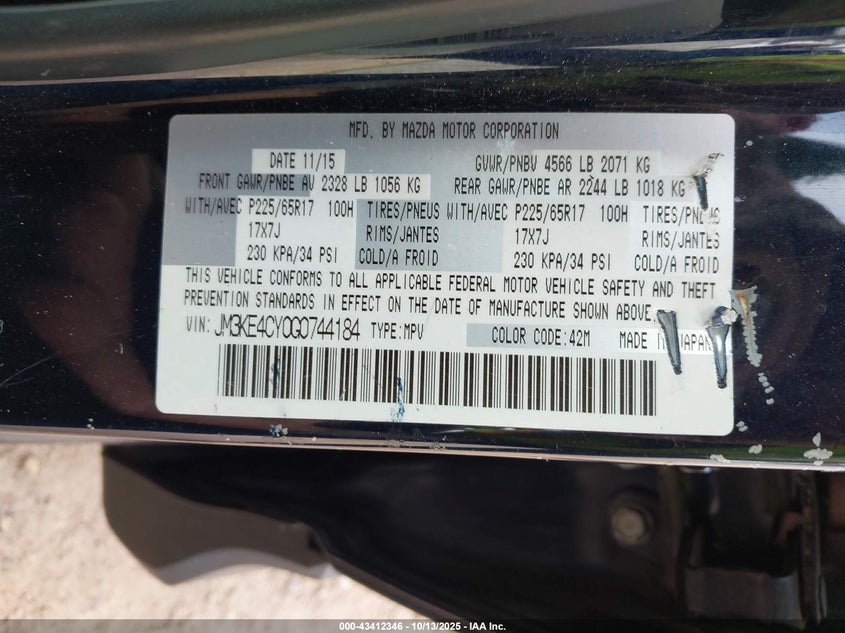 MFD. BY MAZDA MOTOR CORPORATION
DATE 11/15 GVWR/PNBV 4566 LB 2071 KG
FRONT GAWR/PNBE AV 2328 LB 1056 KG REAR GAWR/PNBE AR 2244 LB 1018 KG
WITH/AVEC P225/65R17 100H TIRES/PNEUS WITH/AVEC P225/65R17 100H TIRES/PNEUS
17X7J RIMS/JANTES 17X7J RIMS/JANTES
230 KPA/34 PSI COLD/A FROID 230 KPA/34 PSI COLD/A FROID
THIS VEHICLE CONFORMS TO ALL APPLICABLE FEDERAL MOTOR VEHICLE SAFETY AND THEFT
PREVENTION STANDARDS IN EFFECT ON THE DATE OF MANUFACTURE SHOWN ABOVE.
VIN: JM3KE4CY0G0744184 TYPE:MPV COLOR CODE:42M MADE IN JAPAN
000-43412346 - 10/13/2025 - IAA Inc.